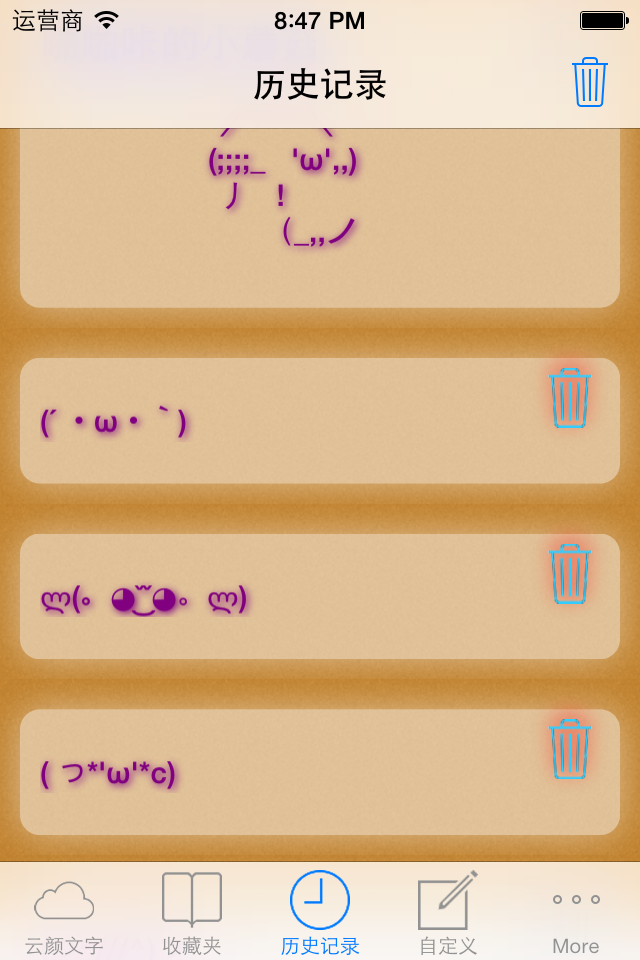 运营商 8:47 PM
历史记录
(;;;;_ 'ω',,)
丿 !
(_,,ノ
(´・ω・｀)
ლ(｡ ◕‿◕｡ ლ)
( つ*'ω'*c)
云颜文字 收藏夹 历史记录 自定义 More